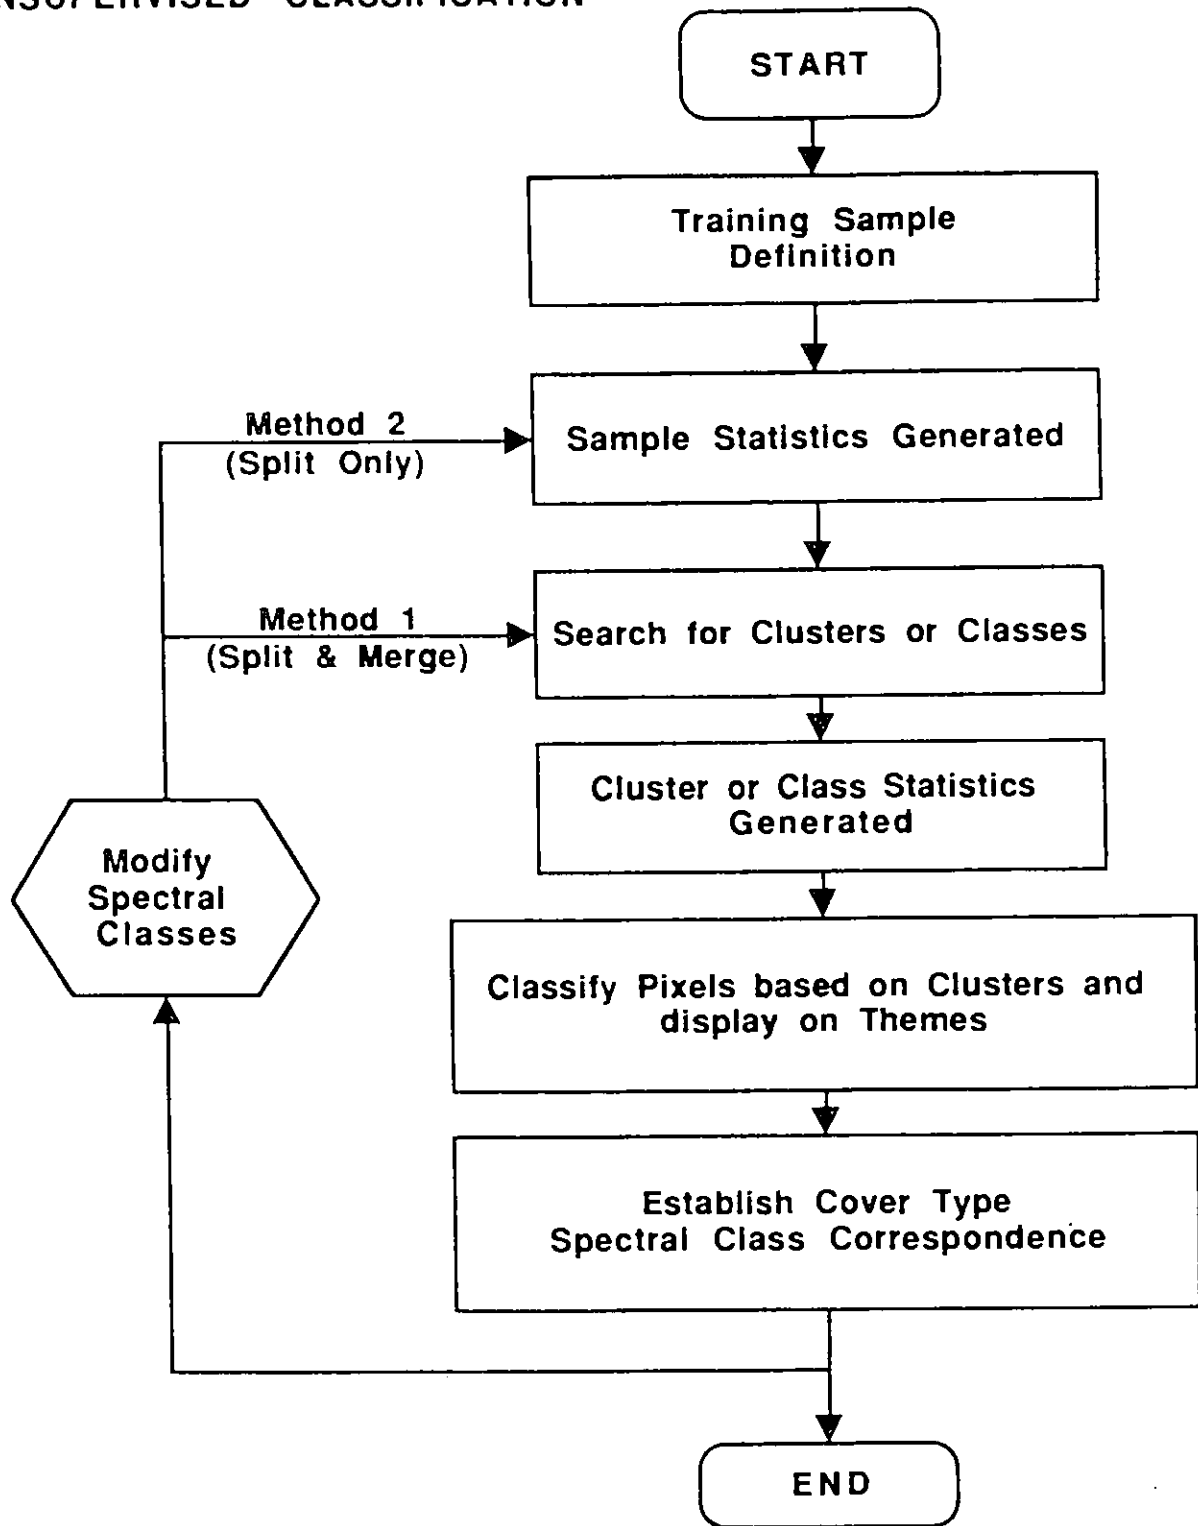 START
Training Sample
Definition
Method 2
(Split Only)
Sample Statistics Generated
Method 1
(Split & Merge)
Search for Clusters or Classes
Cluster or Class Statistics
Generated
Modify
Spectral
Classes
Classify Pixels based on Clusters and
display on Themes
Establish Cover Type
Spectral Class Correspondence
END